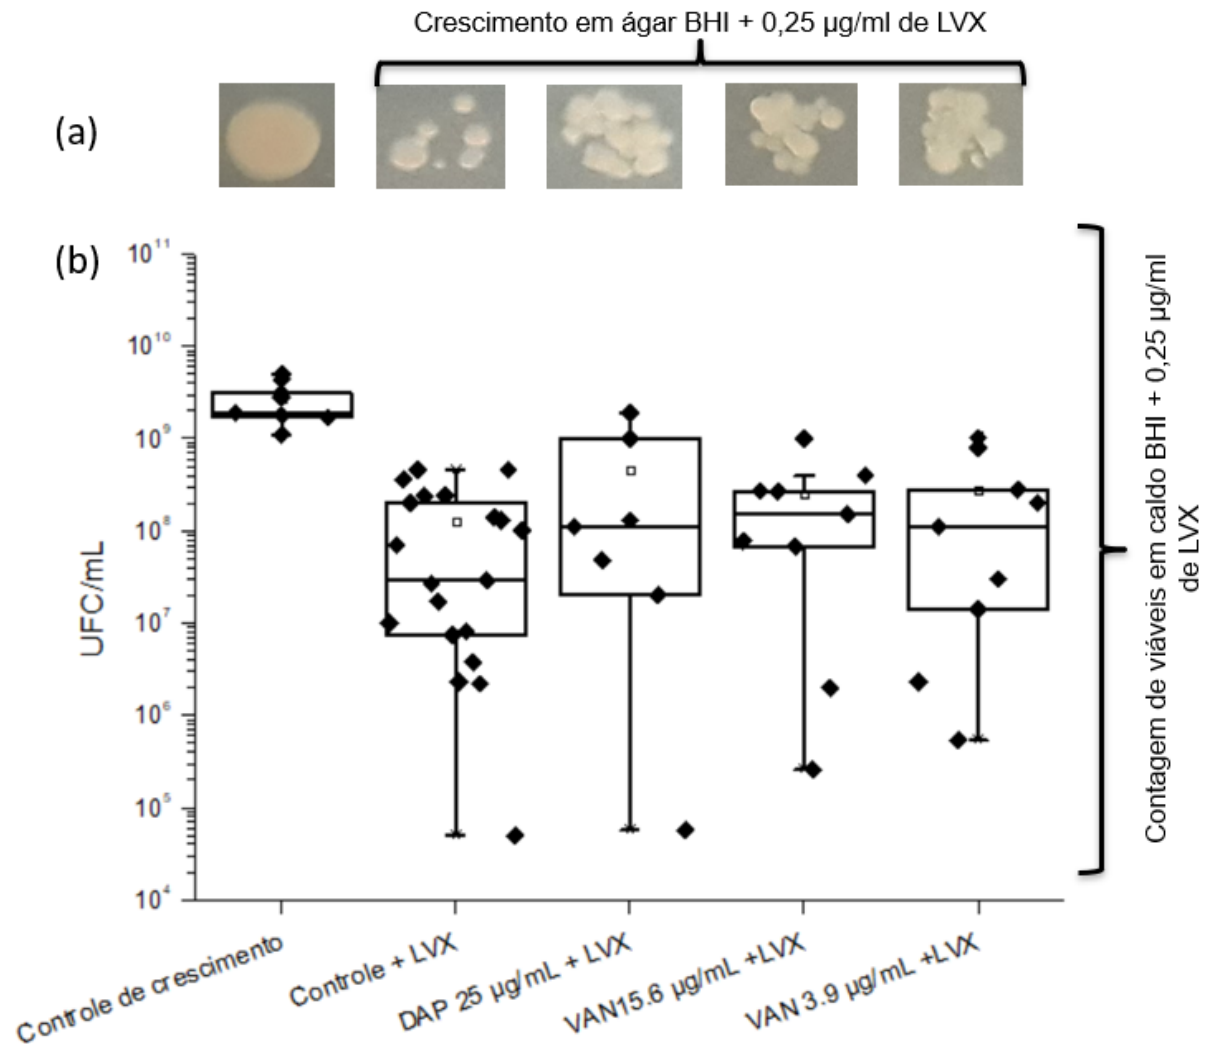 Crescimento em ágar BHI + 0,25 µg/ml de LVX
(a)
(b)
10¹¹
10¹⁰
10⁹
10⁸
10⁷
10⁶
10⁵
10⁴
UFC/mL
Controle de crescimento
Controle + LVX
DAP 25 µg/mL + LVX
VAN15.6 µg/mL +LVX
VAN 3.9 µg/mL +LVX
Contagem de viáveis em caldo BHI + 0,25 µg/ml
de LVX